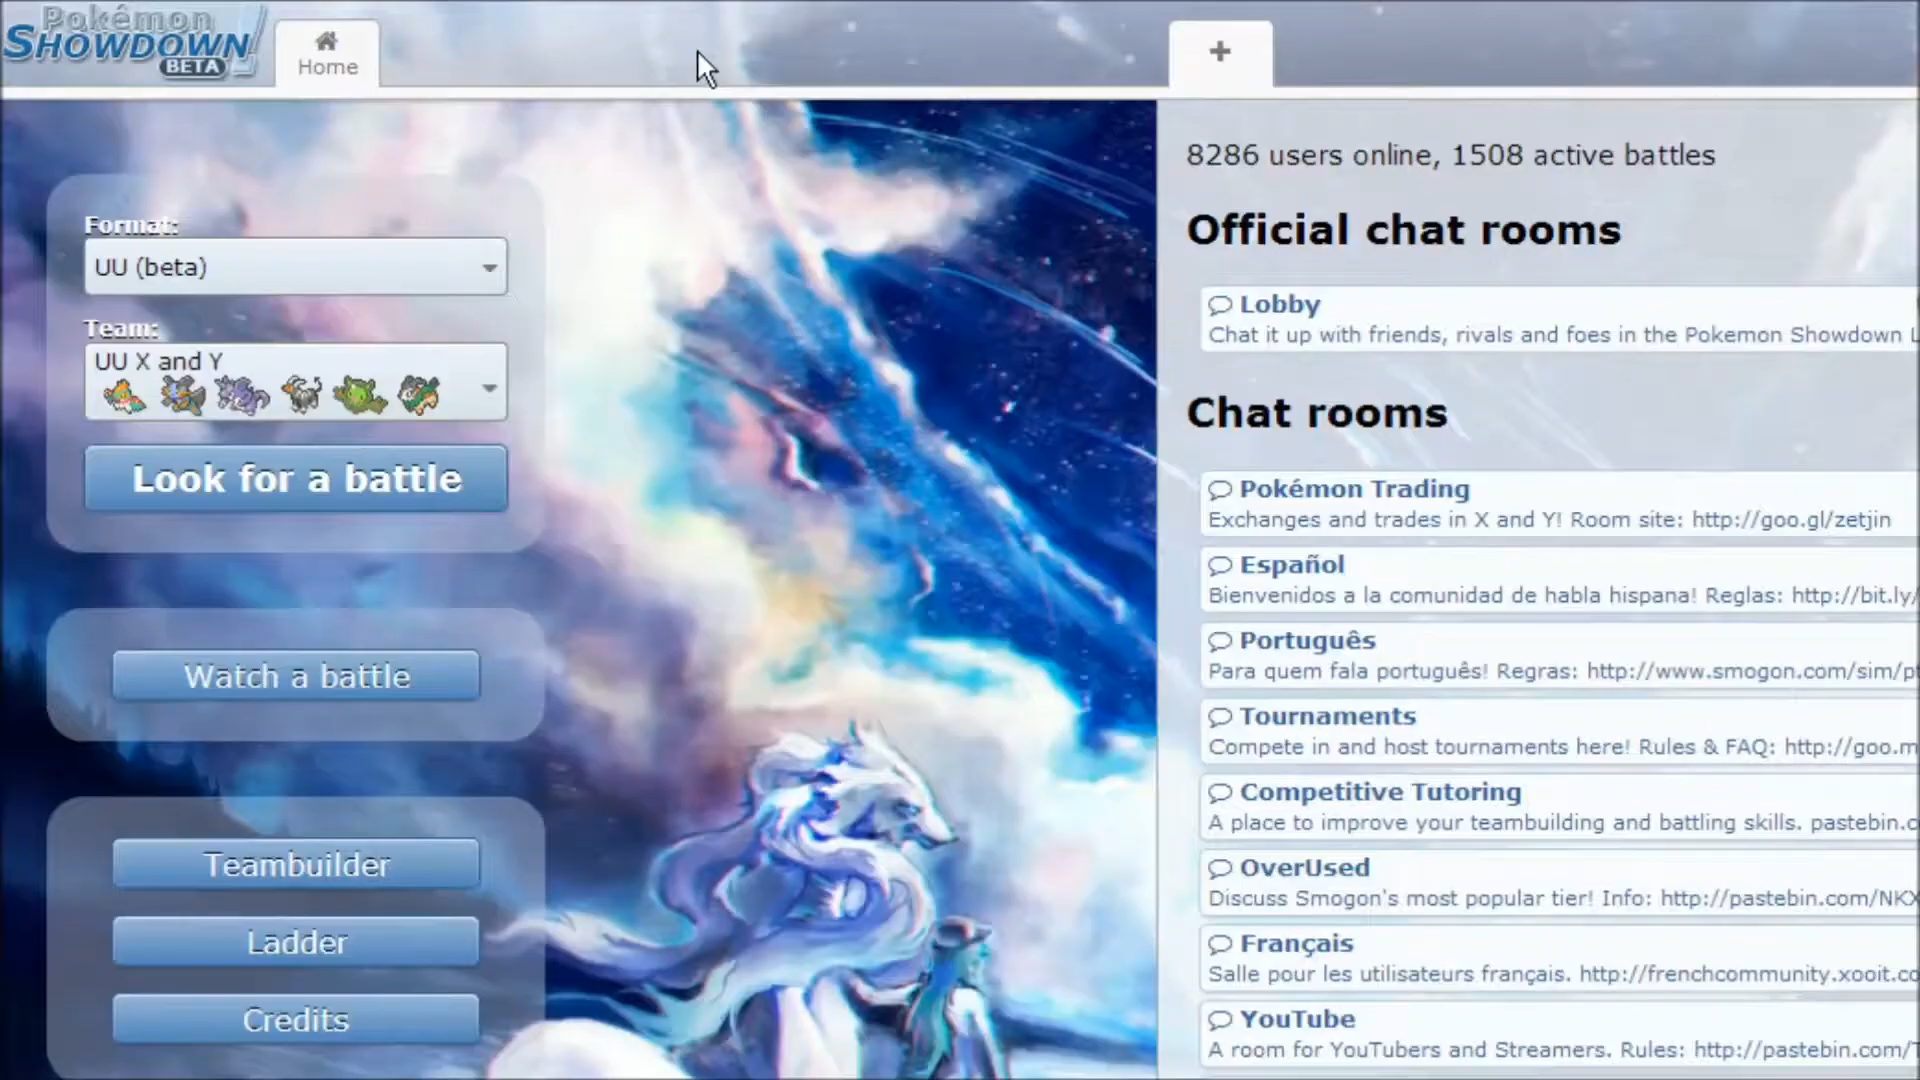 Pokémon
SHOWDOWN!
BETA
Home
+
8286 users online, 1508 active battles
Official chat rooms
Lobby
Chat it up with friends, rivals and foes in the Pokemon Showdown L
Chat rooms
Pokémon Trading
Exchanges and trades in X and Y! Room site: http://goo.gl/zetjin
Español
Bienvenidos a la comunidad de habla hispana! Reglas: http://bit.ly/
Português
Para quem fala português! Regras: http://www.smogon.com/sim/pt
Tournaments
Compete in and host tournaments here! Rules & FAQ: http://goo.m
Competitive Tutoring
A place to improve your teambuilding and battling skills. pastebin.c
OverUsed
Discuss Smogon's most popular tier! Info: http://pastebin.com/NKX
Français
Salle pour les utilisateurs français. http://frenchcommunity.xooit.co
YouTube
A room for YouTubers and Streamers. Rules: http://pastebin.com/T
Format:
UU (beta)
Team:
UU X and Y
Look for a battle
Watch a battle
Teambuilder
Ladder
Credits